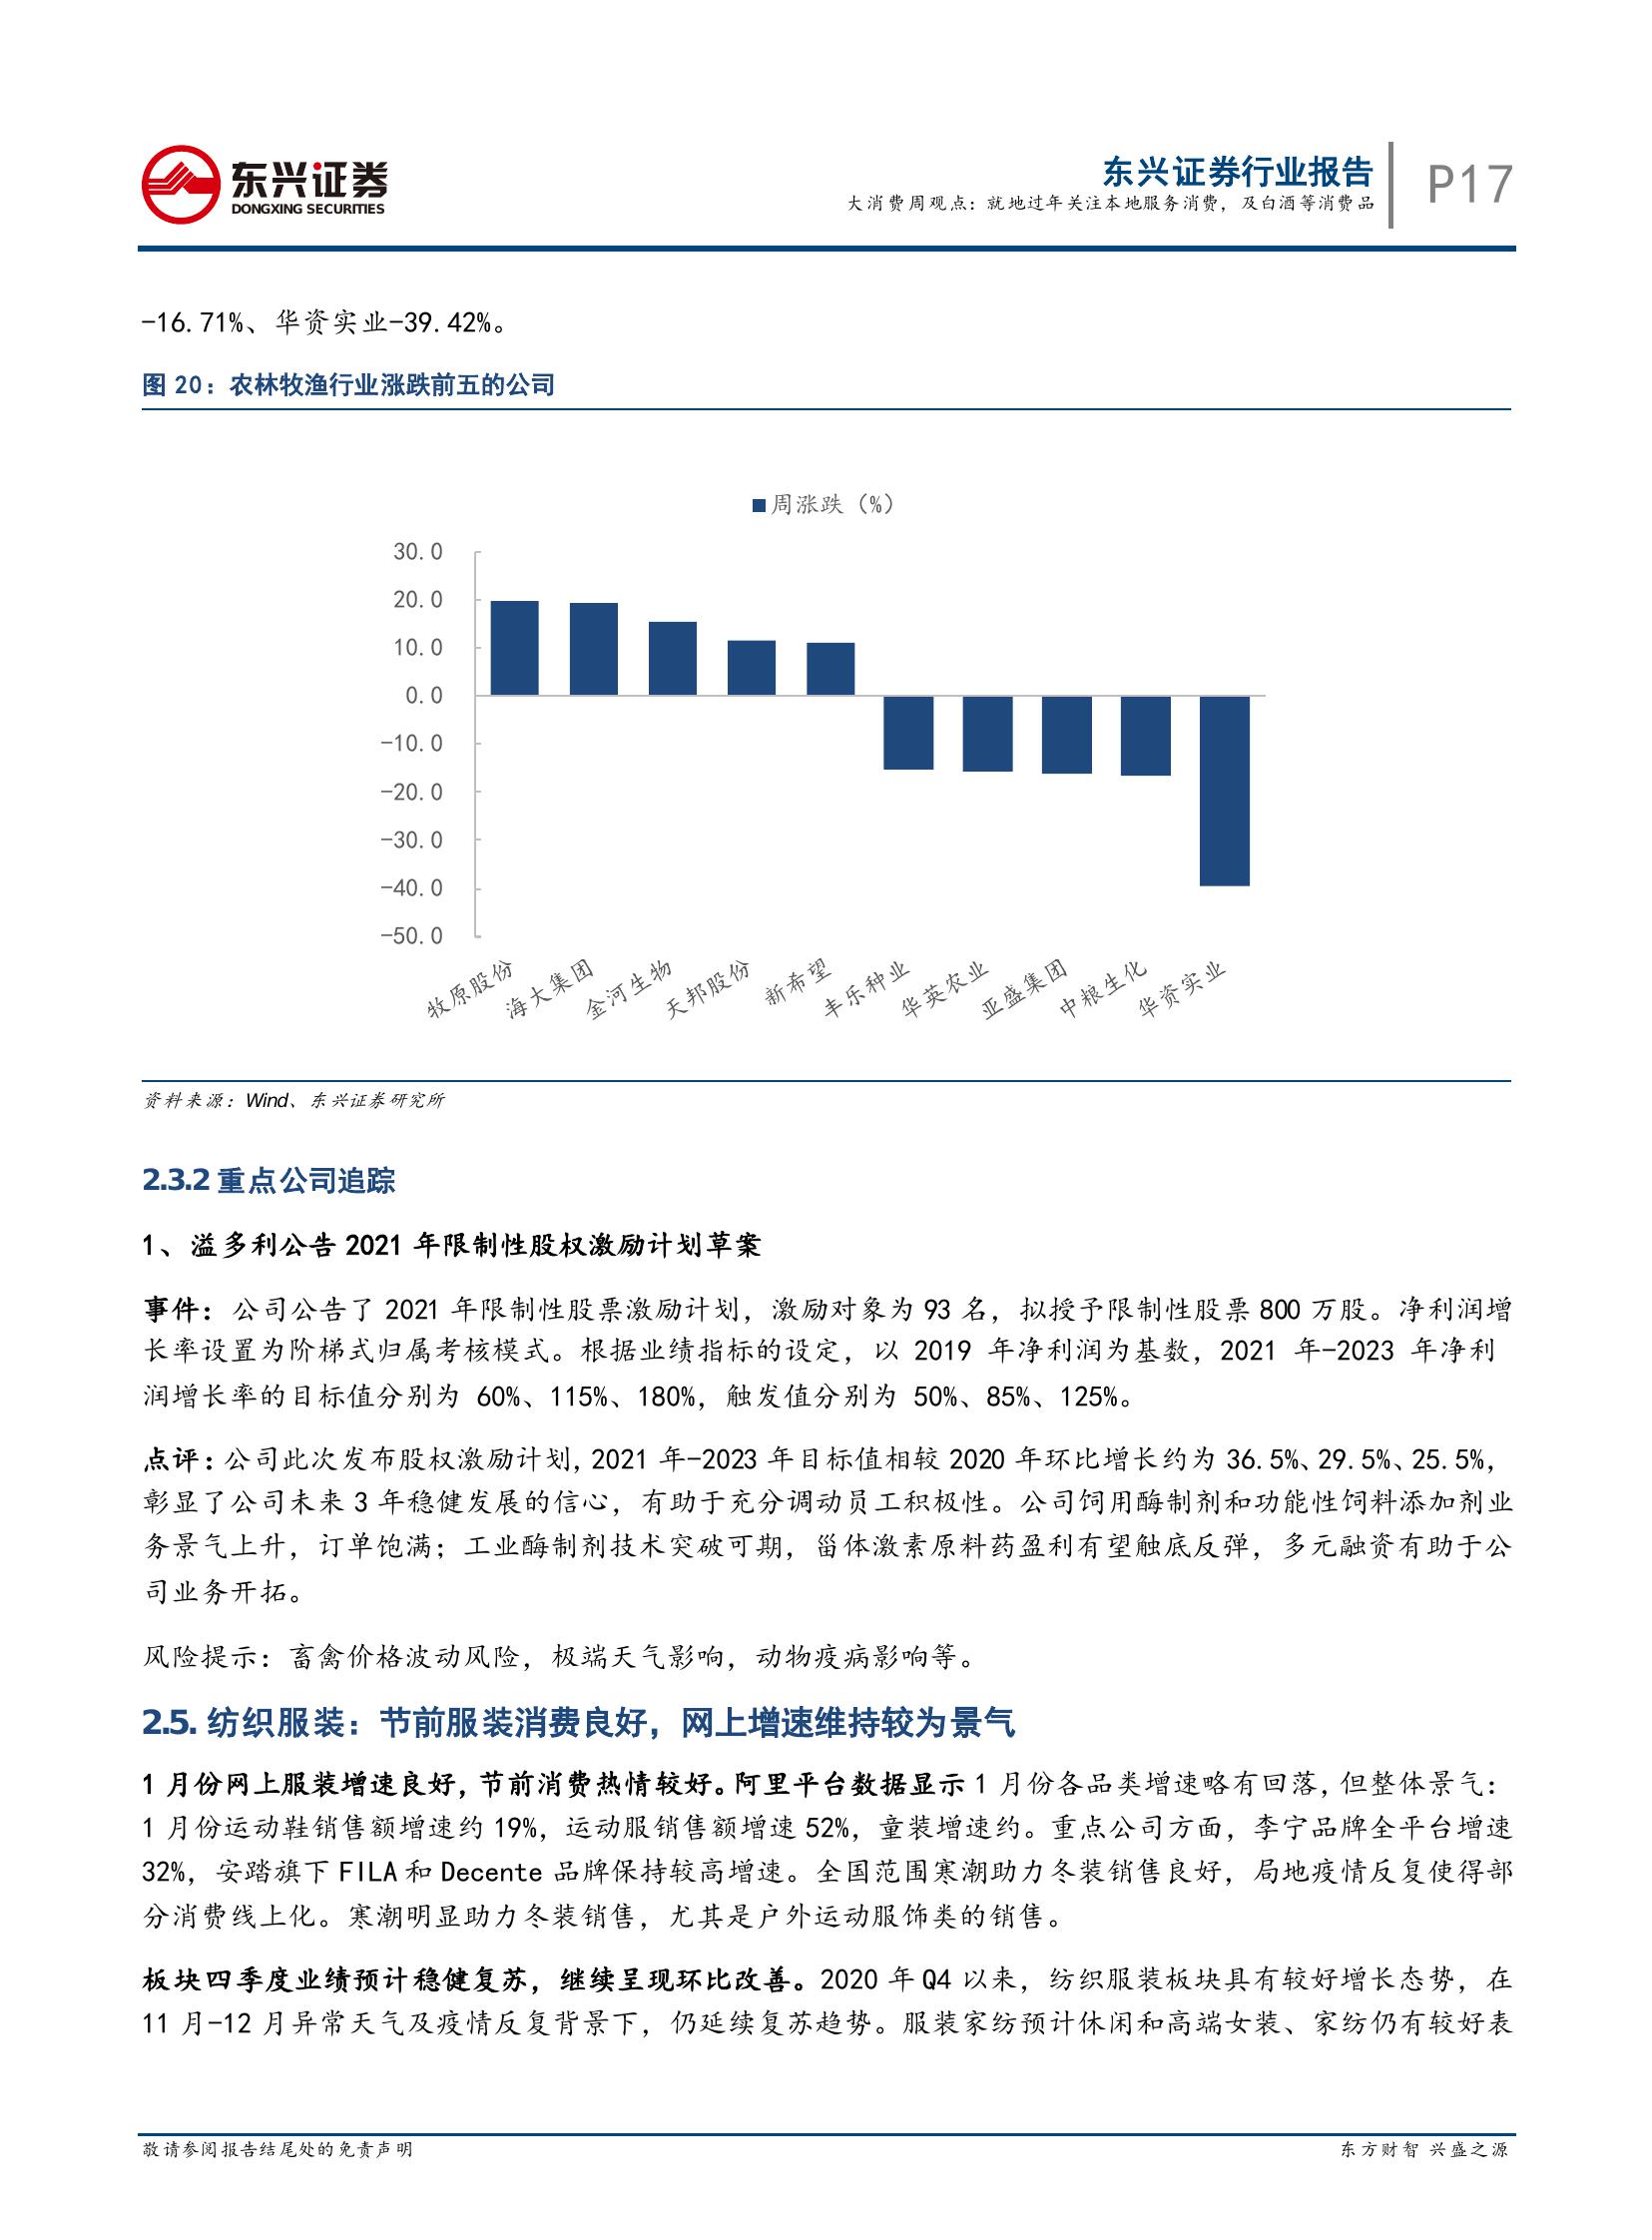 东兴证券
DONGXING SECURITIES
东兴证券行业报告
大消费周观点：就地过年关注本地服务消费，及白酒等消费品
P17
-16.71%、华资实业-39.42%。
图 20：农林牧渔行业涨跌前五的公司
周涨跌（%）
30.0
20.0
10.0
0.0
-10.0
-20.0
-30.0
-40.0
-50.0
牧原股份
海大集团
金河生物
天邦股份
新希望
丰乐种业
华英农业
亚盛集团
中粮生化
华资实业
资料来源：Wind、东兴证券研究所
2.3.2 重点公司追踪
1、溢多利公告 2021 年限制性股权激励计划草案
事件：公司公告了 2021 年限制性股票激励计划，激励对象为 93 名，拟授予限制性股票 800 万股。净利润增
长率设置为阶梯式归属考核模式。根据业绩指标的设定，以 2019 年净利润为基数，2021 年-2023 年净利
润增长率的目标值分别为 60%、115%、180%，触发值分别为 50%、85%、125%。
点评：公司此次发布股权激励计划，2021 年-2023 年目标值相较 2020 年环比增长约为 36.5%、29.5%、25.5%，
彰显了公司未来 3 年稳健发展的信心，有助于充分调动员工积极性。公司饲用酶制剂和功能性饲料添加剂业
务景气上升，订单饱满；工业酶制剂技术突破可期，甾体激素原料药盈利有望触底反弹，多元融资有助于公
司业务开拓。
风险提示：畜禽价格波动风险，极端天气影响，动物疫病影响等。
2.5. 纺织服装：节前服装消费良好，网上增速维持较为景气
1 月份网上服装增速良好，节前消费热情较好。阿里平台数据显示 1 月份各品类增速略有回落，但整体景气：
1 月份运动鞋销售额增速约 19%，运动服销售额增速 52%，童装增速约。重点公司方面，李宁品牌全平台增速
32%，安踏旗下 FILA 和 Decente 品牌保持较高增速。全国范围寒潮助力冬装销售良好，局地疫情反复使得部
分消费线上化。寒潮明显助力冬装销售，尤其是户外运动服饰类的销售。
板块四季度业绩预计稳健复苏，继续呈现环比改善。2020 年 Q4 以来，纺织服装板块具有较好增长态势，在
11 月-12 月异常天气及疫情反复背景下，仍延续复苏趋势。服装家纺预计休闲和高端女装、家纺仍有较好表
敬请参阅报告结尾处的免责声明
东方财智 兴盛之源